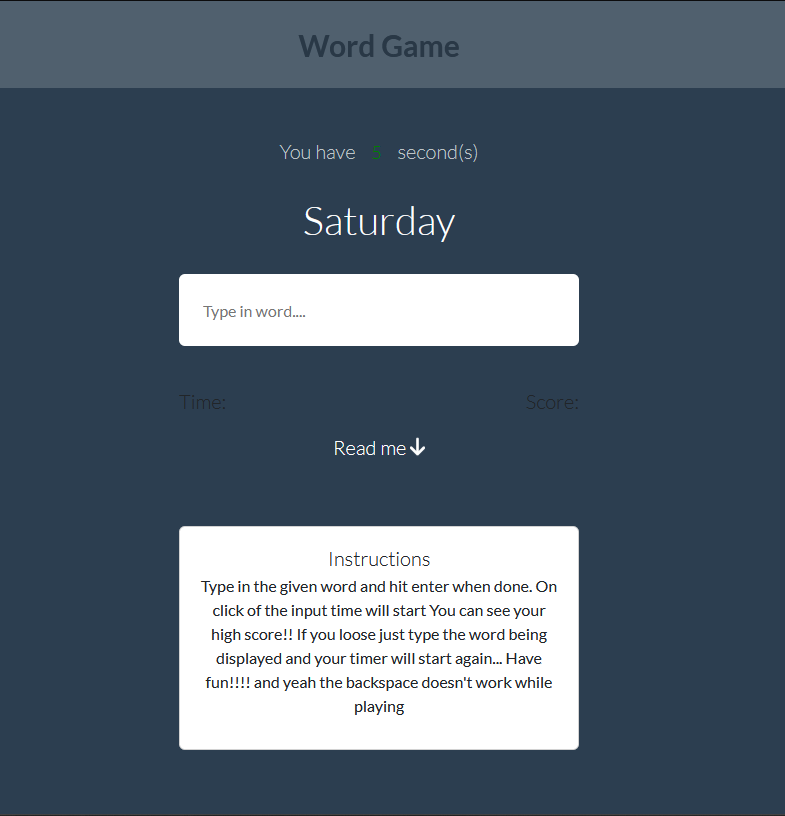 Word Game
You have 5 second(s)
Saturday
Type in word....
Time: Score:
Read me
Instructions
Type in the given word and hit enter when done. On
click of the input time will start You can see your
high score!! If you loose just type the word being
displayed and your timer will start again... Have
fun!!!! and yeah the backspace doesn't work while
playing